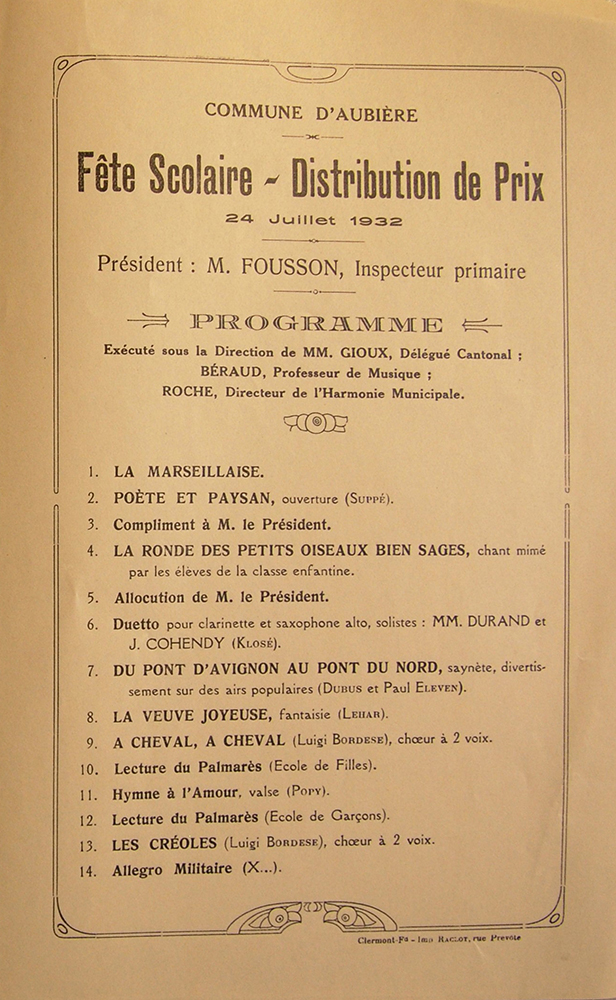 COMMUNE D'AUBIÈRE
Fête Scolaire - Distribution de Prix
24 Juillet 1932
Président : M. FOUSSON, Inspecteur primaire
PROGRAMME
Exécuté sous la Direction de MM. GIOUX, Délégué Cantonal ;
BÉRAUD, Professeur de Musique ;
ROCHE, Directeur de l'Harmonie Municipale.
1. LA MARSEILLAISE.
2. POÈTE ET PAYSAN, ouverture (SUPPÉ).
3. Compliment à M. le Président.
4. LA RONDE DES PETITS OISEAUX BIEN SAGES, chant mimé
par les élèves de la classe enfantine.
5. Allocution de M. le Président.
6. Duetto pour clarinette et saxophone alto, solistes : MM. DURAND et
J. COHENDY (KLOSÉ).
7. DU PONT D'AVIGNON AU PONT DU NORD, saynète, divertis-
sement sur des airs populaires (DUBUS et Paul ELEVEN).
8. LA VEUVE JOYEUSE, fantaisie (LEHAR).
9. A CHEVAL, A CHEVAL (Luigi BORDESE), chœur à 2 voix.
10. Lecture du Palmarès (Ecole de Filles).
11. Hymne à l'Amour, valse (POPY).
12. Lecture du Palmarès (Ecole de Garçons).
13. LES CRÉOLES (Luigi BORDESE), chœur à 2 voix.
14. Allegro Militaire (X...).
Clermont-Fd - Imp RACLOT, rue Prévote